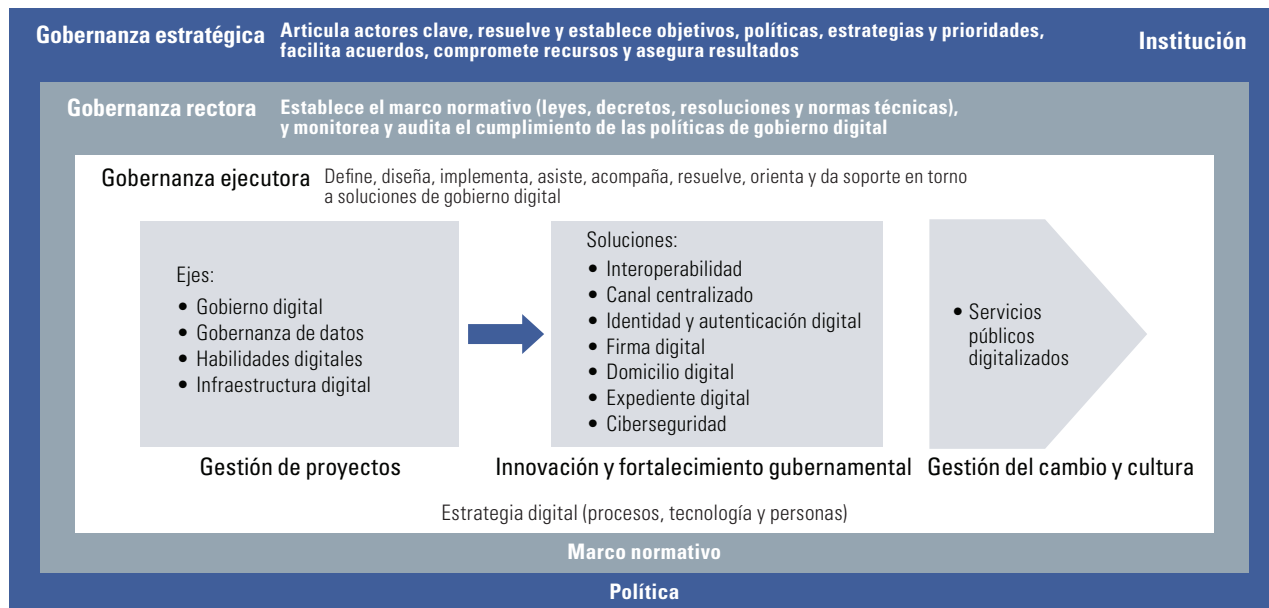 Gobernanza estratégica
Articula actores clave, resuelve y establece objetivos, políticas, estrategias y prioridades,
facilita acuerdos, compromete recursos y asegura resultados
Institución
Gobernanza rectora
Establece el marco normativo (leyes, decretos, resoluciones y normas técnicas),
y monitorea y audita el cumplimiento de las políticas de gobierno digital
Gobernanza ejecutora
Define, diseña, implementa, asiste, acompaña, resuelve, orienta y da soporte en torno
a soluciones de gobierno digital
Ejes:
• Gobierno digital
• Gobernanza de datos
• Habilidades digitales
• Infraestructura digital
Gestión de proyectos
Soluciones:
• Interoperabilidad
• Canal centralizado
• Identidad y autenticación digital
• Firma digital
• Domicilio digital
• Expediente digital
• Ciberseguridad
Innovación y fortalecimiento gubernamental
• Servicios
públicos
digitalizados
Gestión del cambio y cultura
Estrategia digital (procesos, tecnología y personas)
Marco normativo
Política